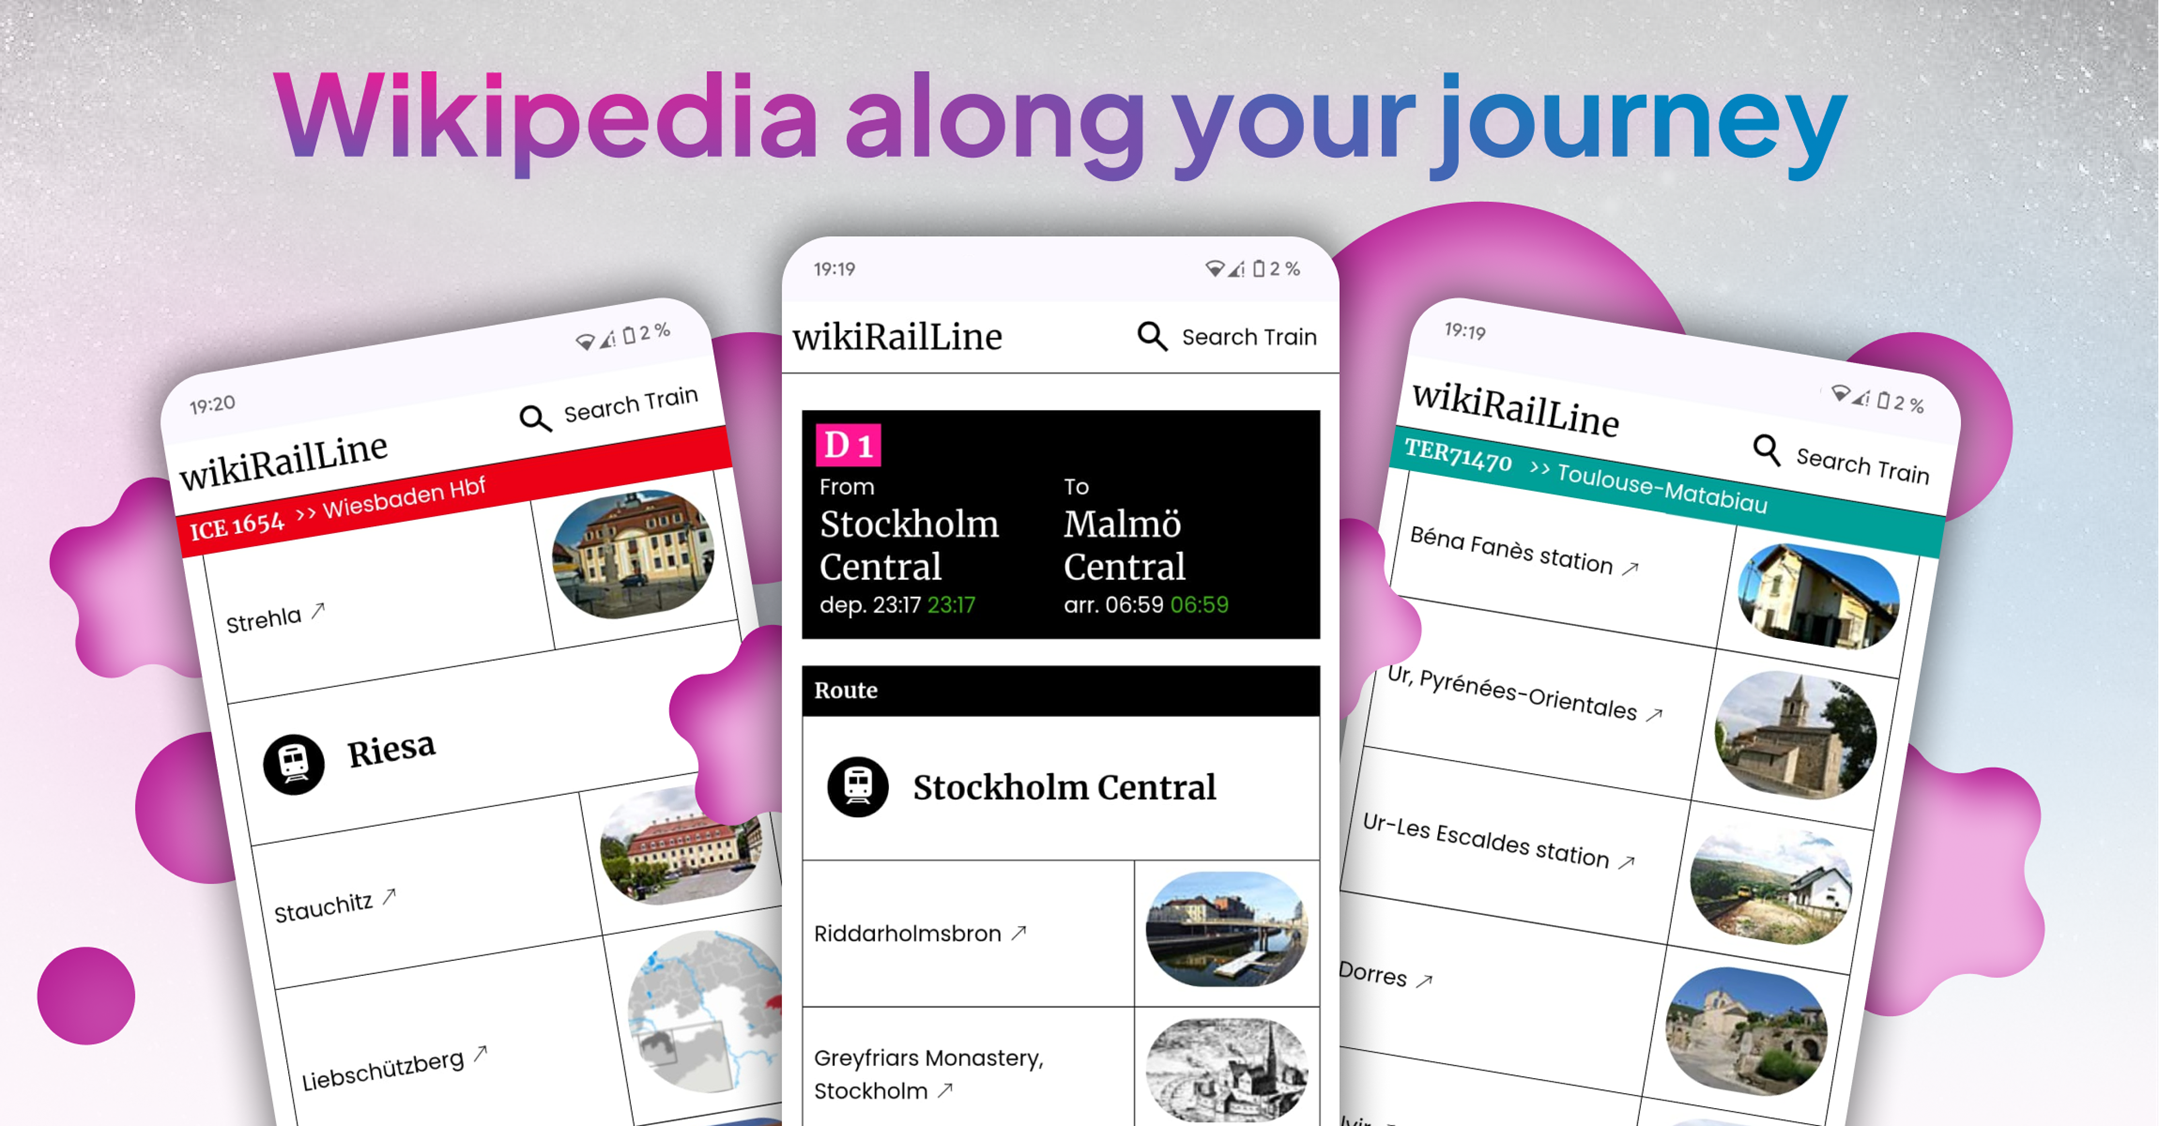 Wikipedia along your journey
19:20
2 %
wikiRailLine
Search Train
ICE 1654 >> Wiesbaden Hbf
Strehla ↗
Riesa
Stauchitz ↗
Liebschützberg ↗
19:19
2 %
wikiRailLine
Search Train
D 1
From
Stockholm
Central
dep. 23:17 23:17
To
Malmö
Central
arr. 06:59 06:59
Route
Stockholm Central
Riddarholmsbron ↗
Greyfriars Monastery,
Stockholm ↗
19:19
2 %
wikiRailLine
Search Train
TER71470 >> Toulouse-Matabiau
Béna Fanès station ↗
Ur, Pyrénées-Orientales ↗
Ur-Les Escaldes station ↗
Dorres ↗